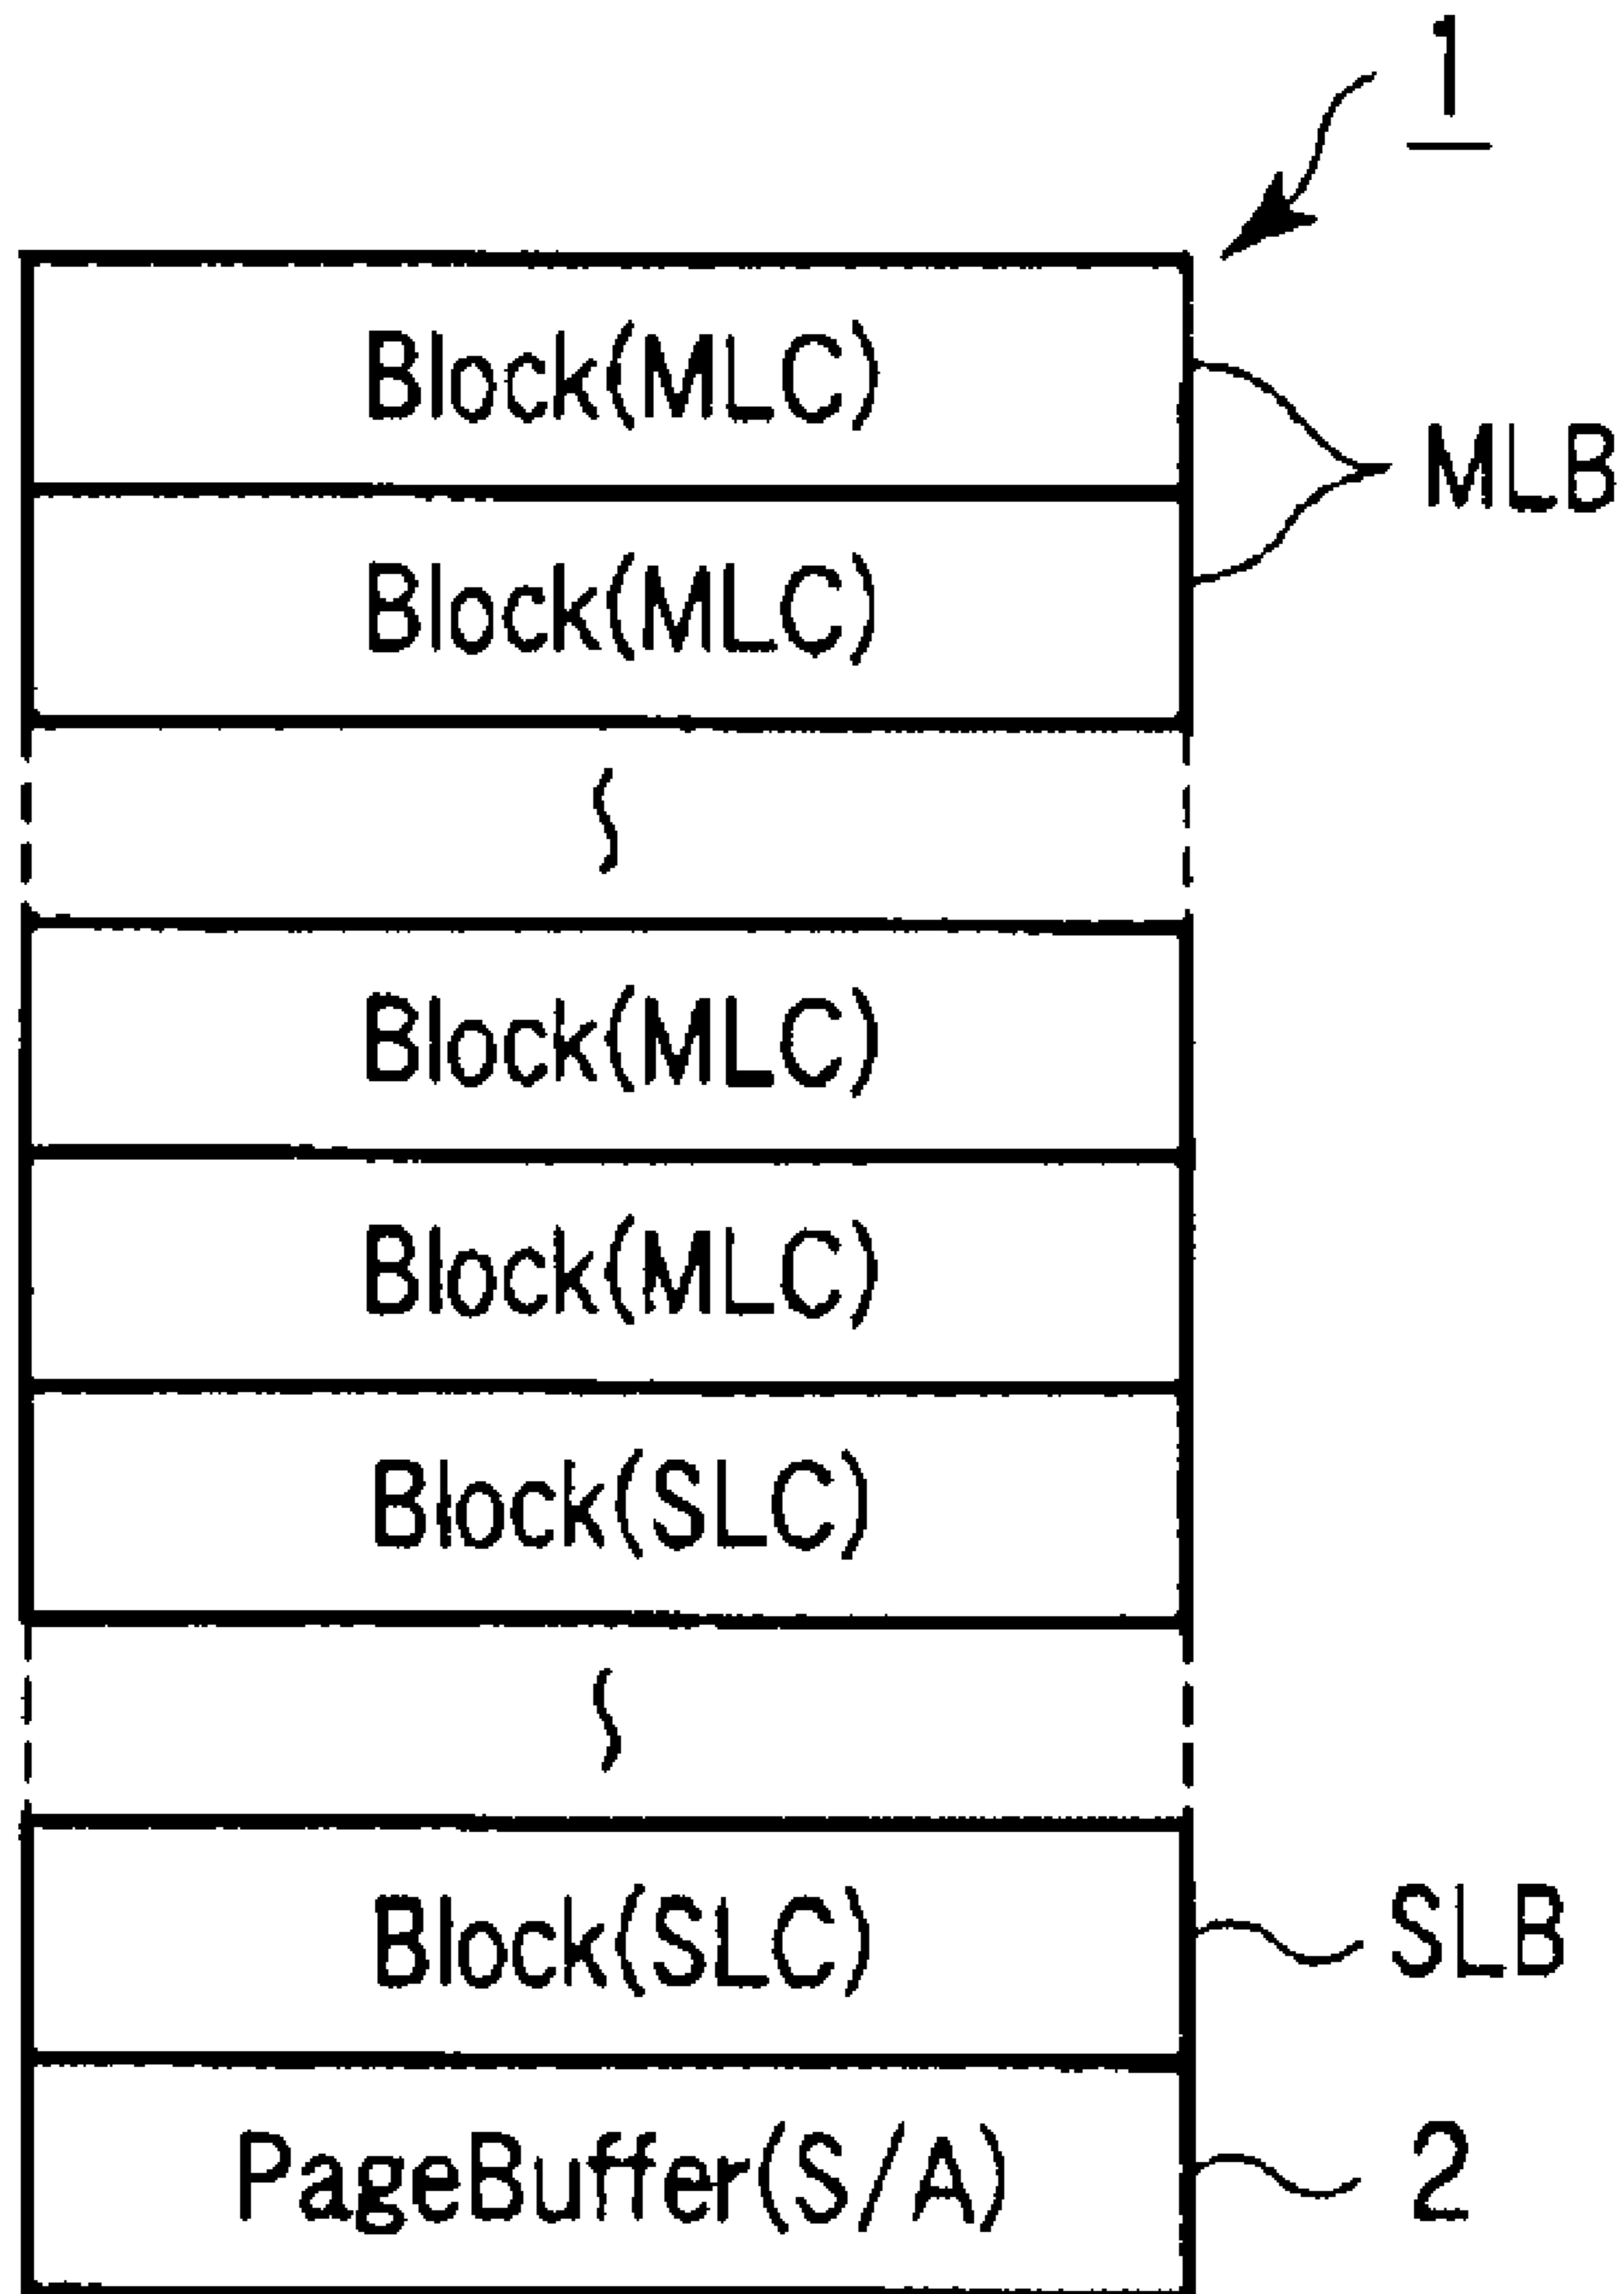 1
Block(MLC)
MLB
Block(MLC)
Block(MLC)
Block(MLC)
Block(SLC)
Block(SLC)
SLB
PageBuffer(S/A)
2